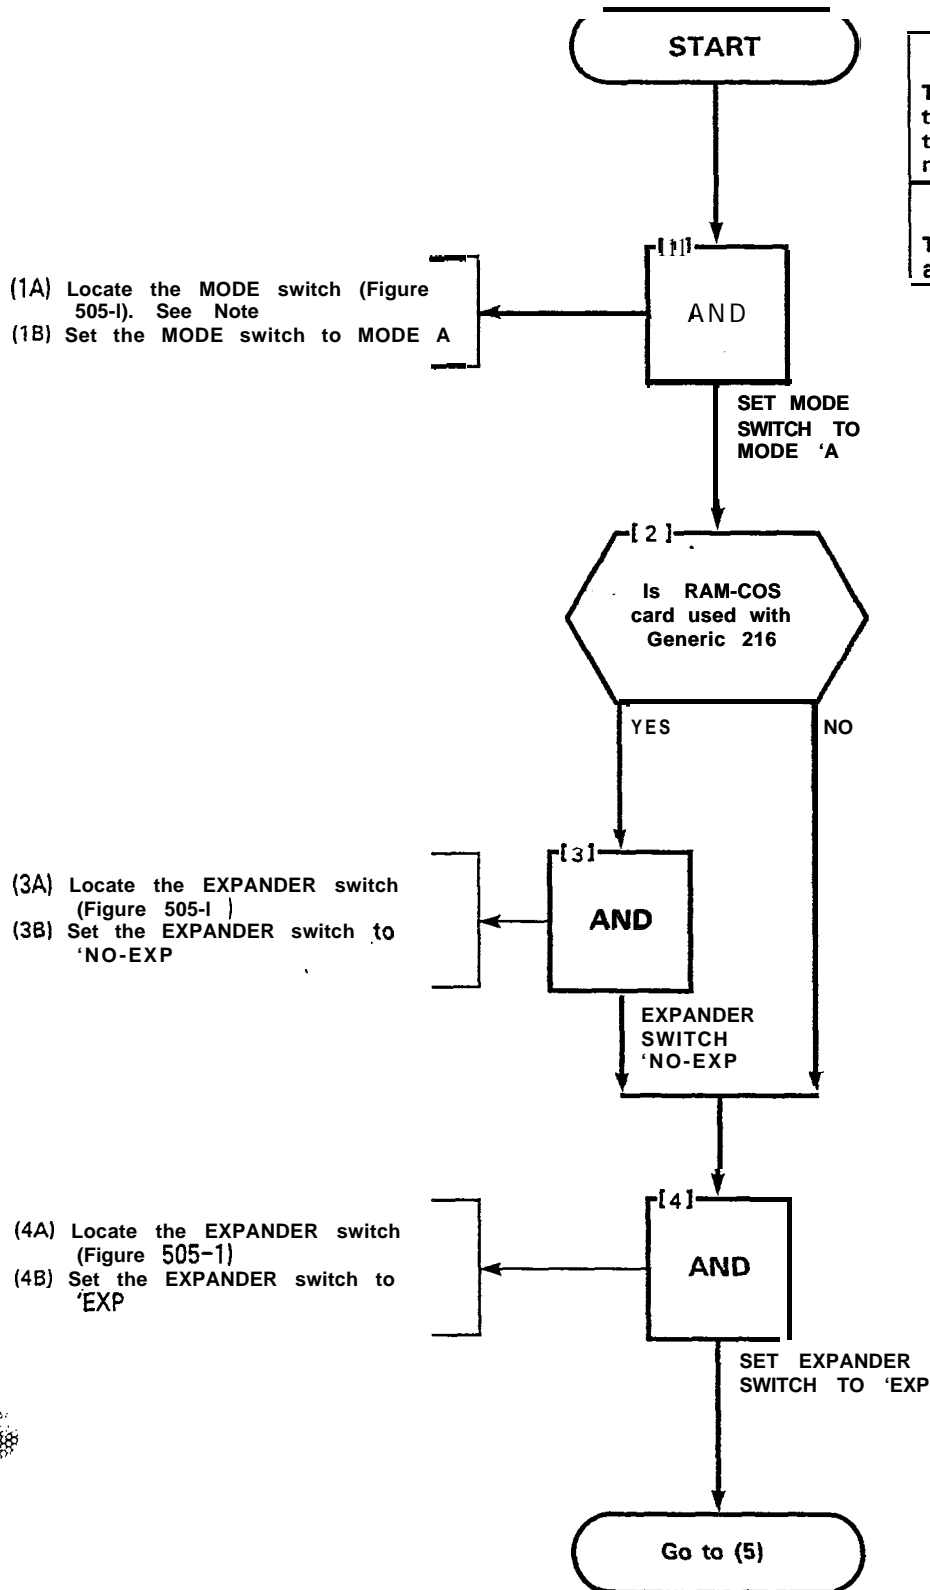 START
T
t
t
r
T
a
[1]
AND
(1A) Locate the MODE switch (Figure
505-I). See Note
(1B) Set the MODE switch to MODE A
SET MODE
SWITCH TO
MODE ‘A
[2]
Is RAM-COS
card used with
Generic 216
YES
NO
[3]
AND
(3A) Locate the EXPANDER switch
(Figure 505-I )
(3B) Set the EXPANDER switch to
‘NO-EXP
EXPANDER
SWITCH
‘NO-EXP
[4]
AND
(4A) Locate the EXPANDER switch
(Figure 505-1)
(4B) Set the EXPANDER switch to
‘EXP
SET EXPANDER
SWITCH TO ‘EXP
Go to (5)